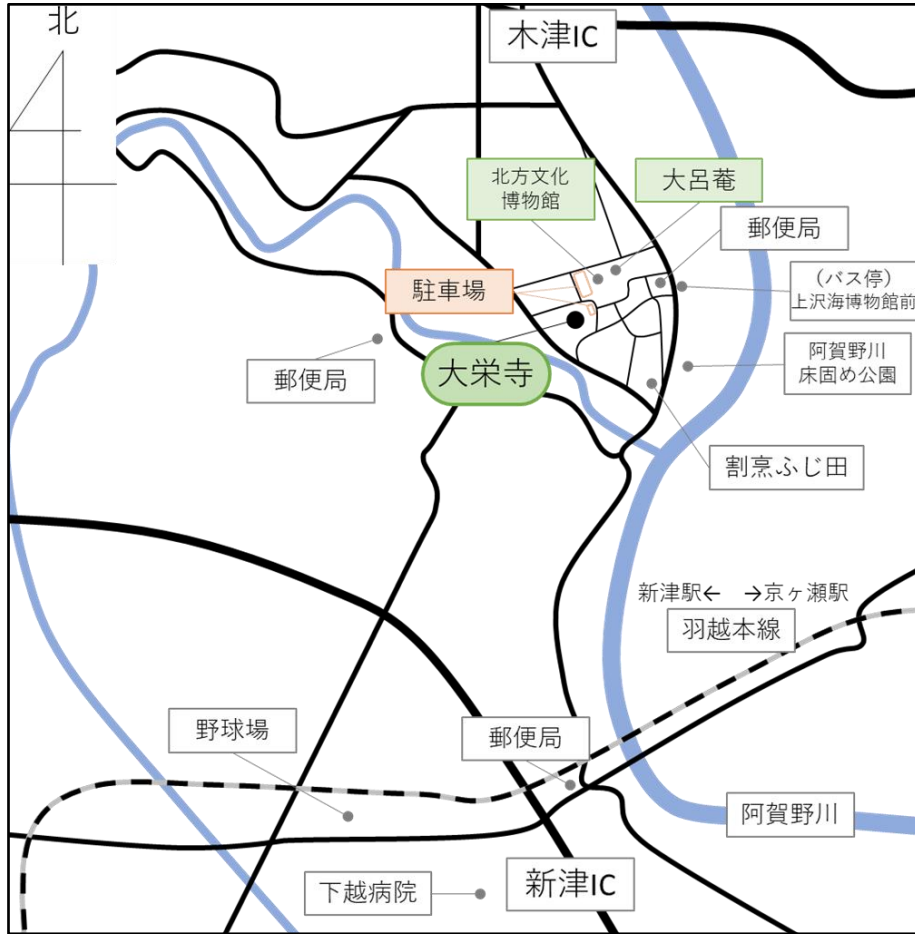 北
木津IC
北方文化
博物館
大呂菴
郵便局
駐車場
(バス停)
上沢海博物館前
郵便局
大栄寺
阿賀野川
床固め公園
割烹ふじ田
新津駅← →京ヶ瀬駅
羽越本線
野球場
郵便局
阿賀野川
下越病院
新津IC